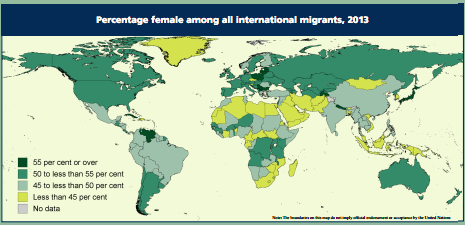 Percentage female among all international migrants, 2013
55 per cent or over
50 to less than 55 per cent
45 to less than 50 per cent
Less than 45 per cent
No data
Note: The boundaries on this map do not imply official endorsement or acceptance by the United Nations